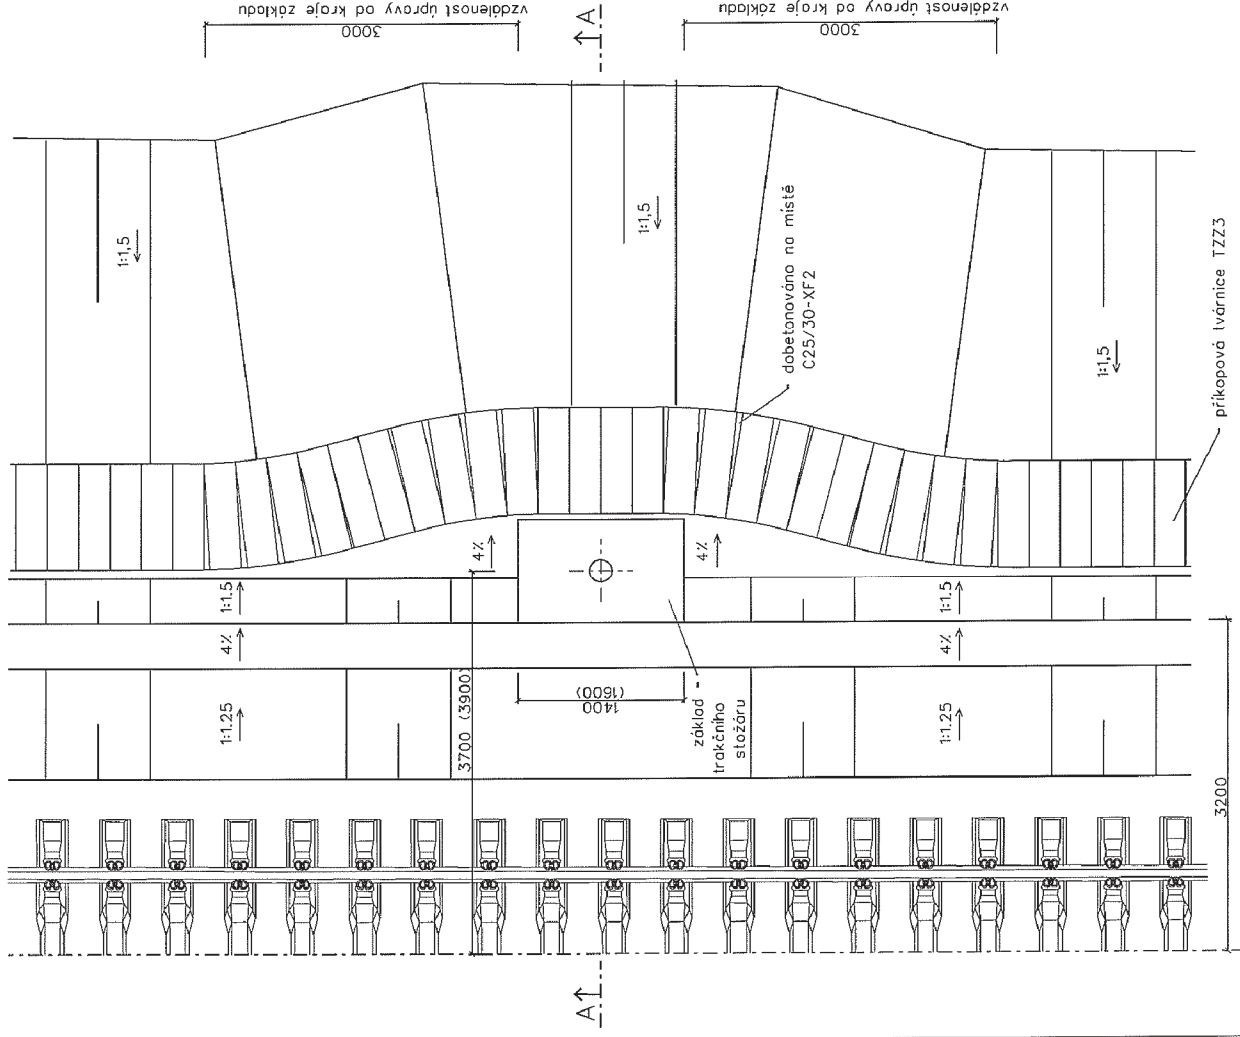 vzdálenost úpravy od kraje základu
3000
A
vzdálenost úpravy od kraje základu
3000
1:1,5
1:1,5
dobetonováno na místě
C25/30-XF2
1:1,5
příkopová tvárnice TZZ3
4%
4%
1:1.5
1:1.5
4%
4%
1400
(1600)
3700 (3900)
základ
trakčního
stožáru
1:1.25
1:1.25
3200
A